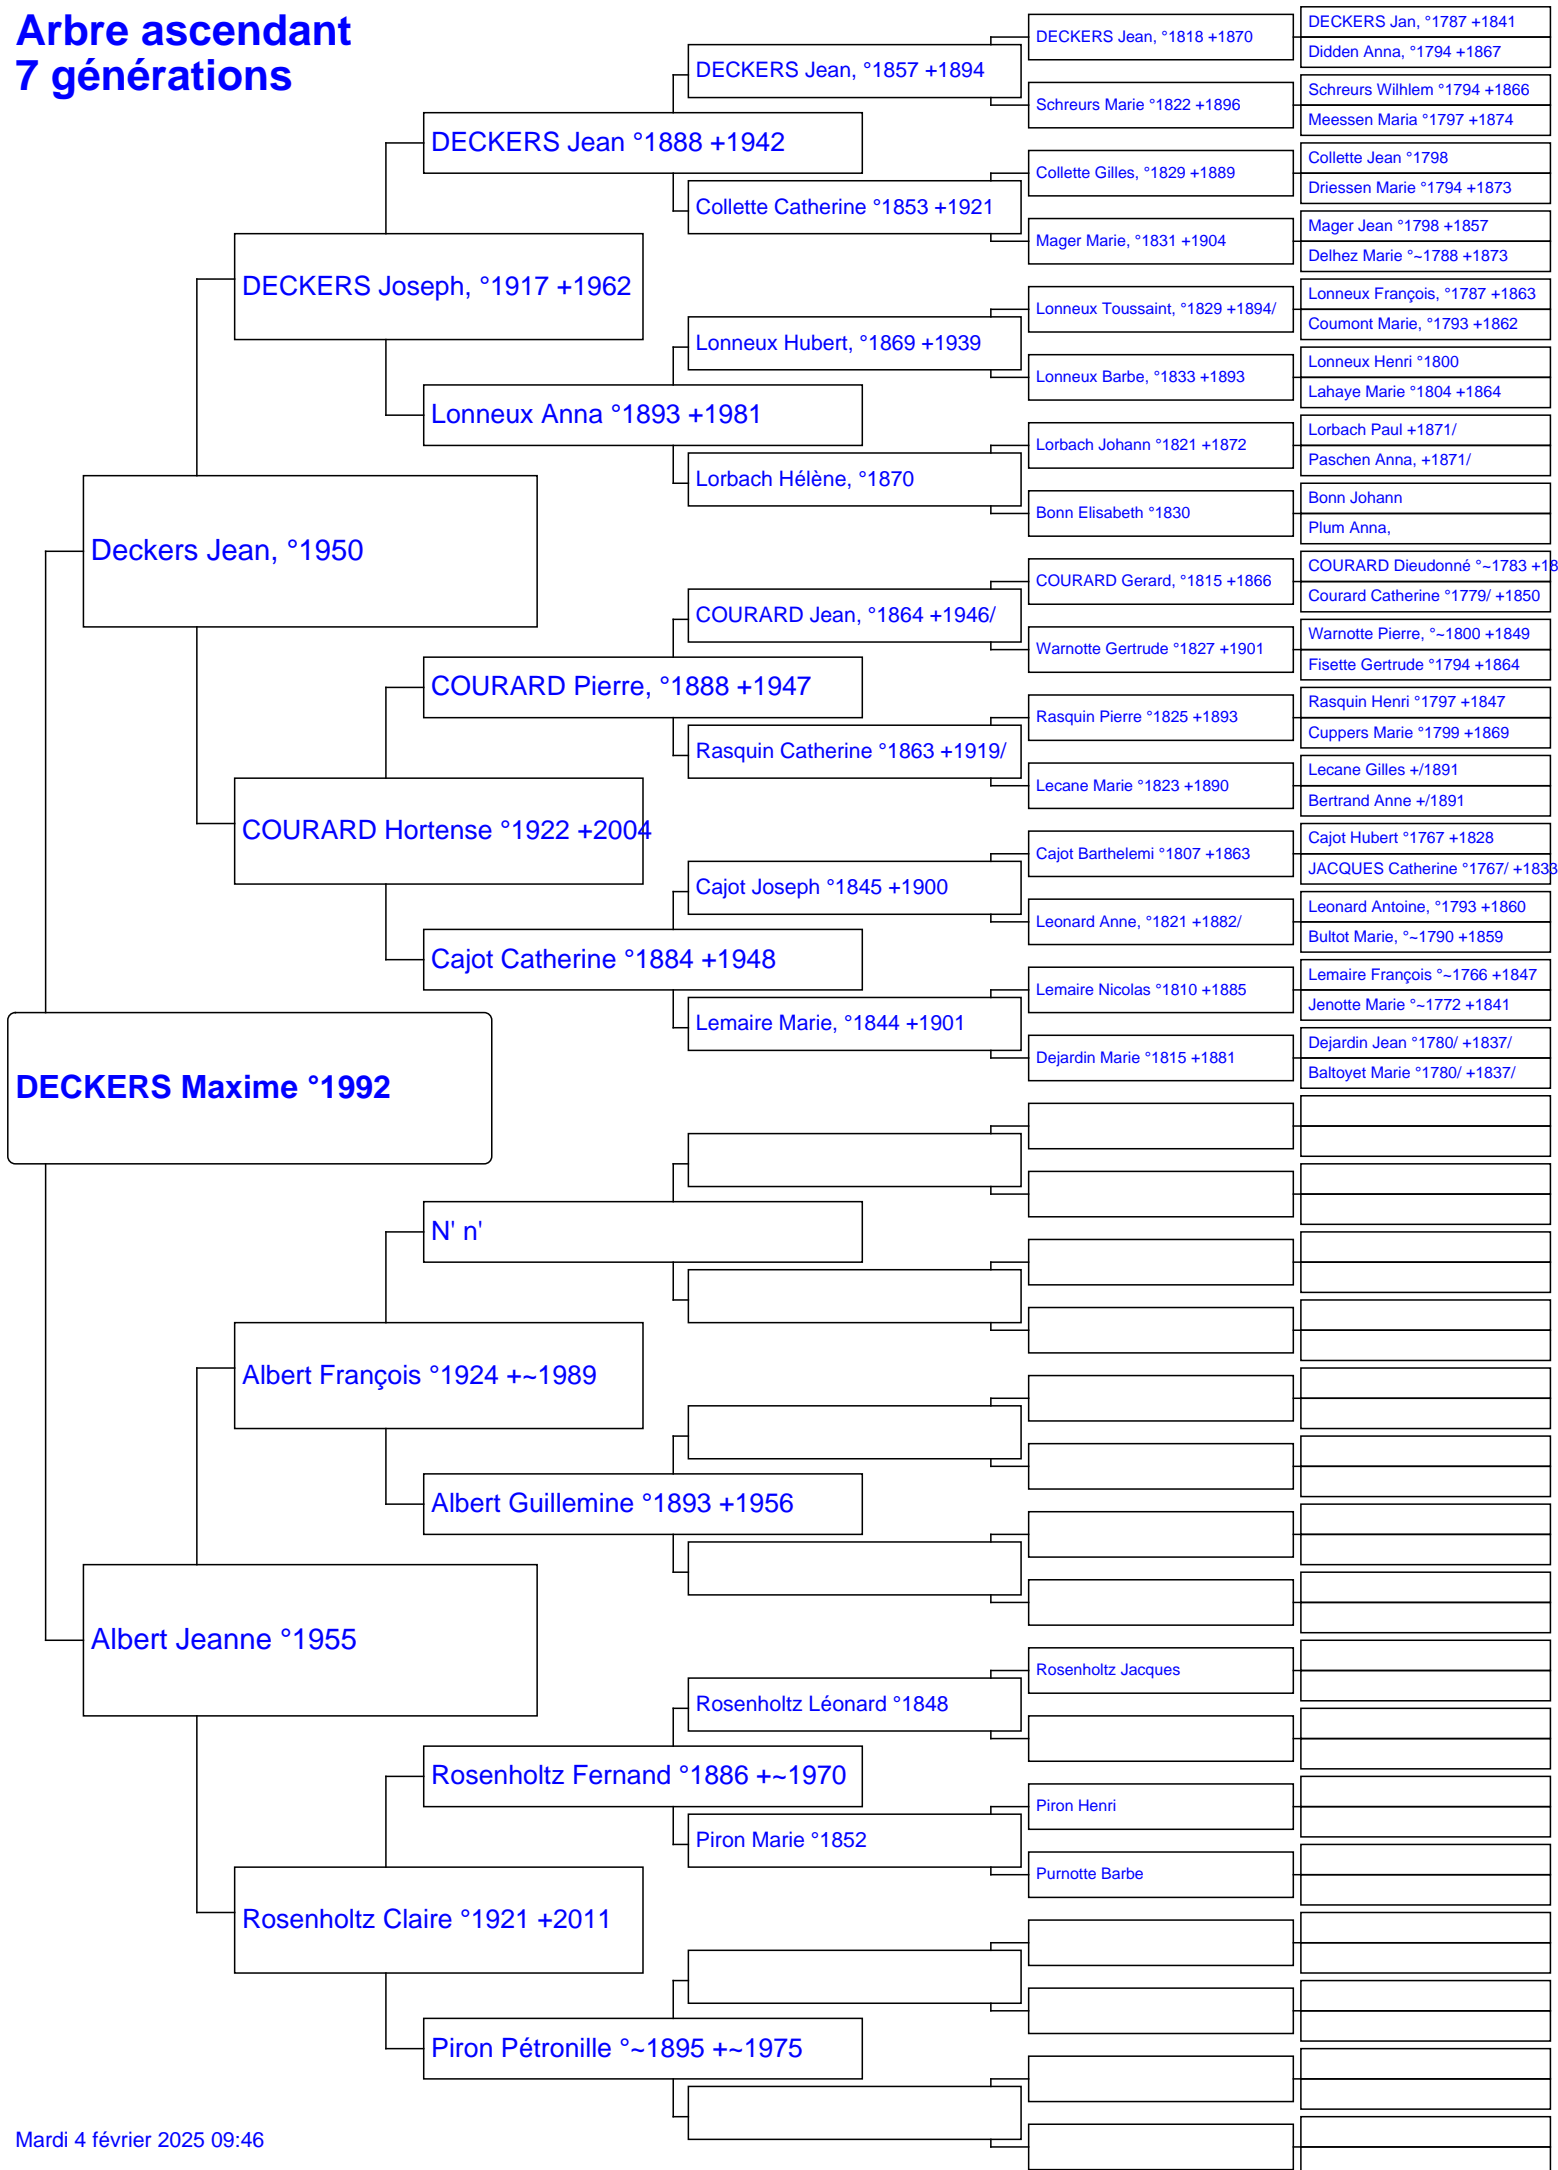 Arbre ascendant
7 générations
DECKERS Maxime °1992
Deckers Jean, °1950
Albert Jeanne °1955
DECKERS Joseph, °1917 +1962
COURARD Hortense °1922 +2004
Albert François °1924 +~1989
Rosenholtz Claire °1921 +2011
DECKERS Jean °1888 +1942
Lonneux Anna °1893 +1981
COURARD Pierre, °1888 +1947
Cajot Catherine °1884 +1948
N' n'
Albert Guillemine °1893 +1956
Rosenholtz Fernand °1886 +~1970
Piron Pétronille °~1895 +~1975
DECKERS Jean, °1857 +1894
Collette Catherine °1853 +1921
Lonneux Hubert, °1869 +1939
Lorbach Hélène, °1870
COURARD Jean, °1864 +1946/
Rasquin Catherine °1863 +1919/
Cajot Joseph °1845 +1900
Lemaire Marie, °1844 +1901
Rosenholtz Léonard °1848
Piron Marie °1852
DECKERS Jean, °1818 +1870
Schreurs Marie °1822 +1896
Collette Gilles, °1829 +1889
Mager Marie, °1831 +1904
Lonneux Toussaint, °1829 +1894/
Lonneux Barbe, °1833 +1893
Lorbach Johann °1821 +1872
Bonn Elisabeth °1830
COURARD Gerard, °1815 +1866
Warnotte Gertrude °1827 +1901
Rasquin Pierre °1825 +1893
Lecane Marie °1823 +1890
Cajot Barthelemi °1807 +1863
Leonard Anne, °1821 +1882/
Lemaire Nicolas °1810 +1885
Dejardin Marie °1815 +1881
Rosenholtz Jacques
Piron Henri
Purnotte Barbe
DECKERS Jan, °1787 +1841
Didden Anna, °1794 +1867
Schreurs Wilhlem °1794 +1866
Meessen Maria °1797 +1874
Collette Jean °1798
Driessen Marie °1794 +1873
Mager Jean °1798 +1857
Delhez Marie °~1788 +1873
Lonneux François, °1787 +1863
Coumont Marie, °1793 +1862
Lonneux Henri °1800
Lahaye Marie °1804 +1864
Lorbach Paul +1871/
Paschen Anna, +1871/
Bonn Johann
Plum Anna,
COURARD Dieudonné °~1783 +18
Courard Catherine °1779/ +1850
Warnotte Pierre, °~1800 +1849
Fisette Gertrude °1794 +1864
Rasquin Henri °1797 +1847
Cuppers Marie °1799 +1869
Lecane Gilles +/1891
Bertrand Anne +/1891
Cajot Hubert °1767 +1828
JACQUES Catherine °1767/ +1833
Leonard Antoine, °1793 +1860
Bultot Marie, °~1790 +1859
Lemaire François °~1766 +1847
Jenotte Marie °~1772 +1841
Dejardin Jean °1780/ +1837/
Baltoyet Marie °1780/ +1837/
Mardi 4 février 2025 09:46